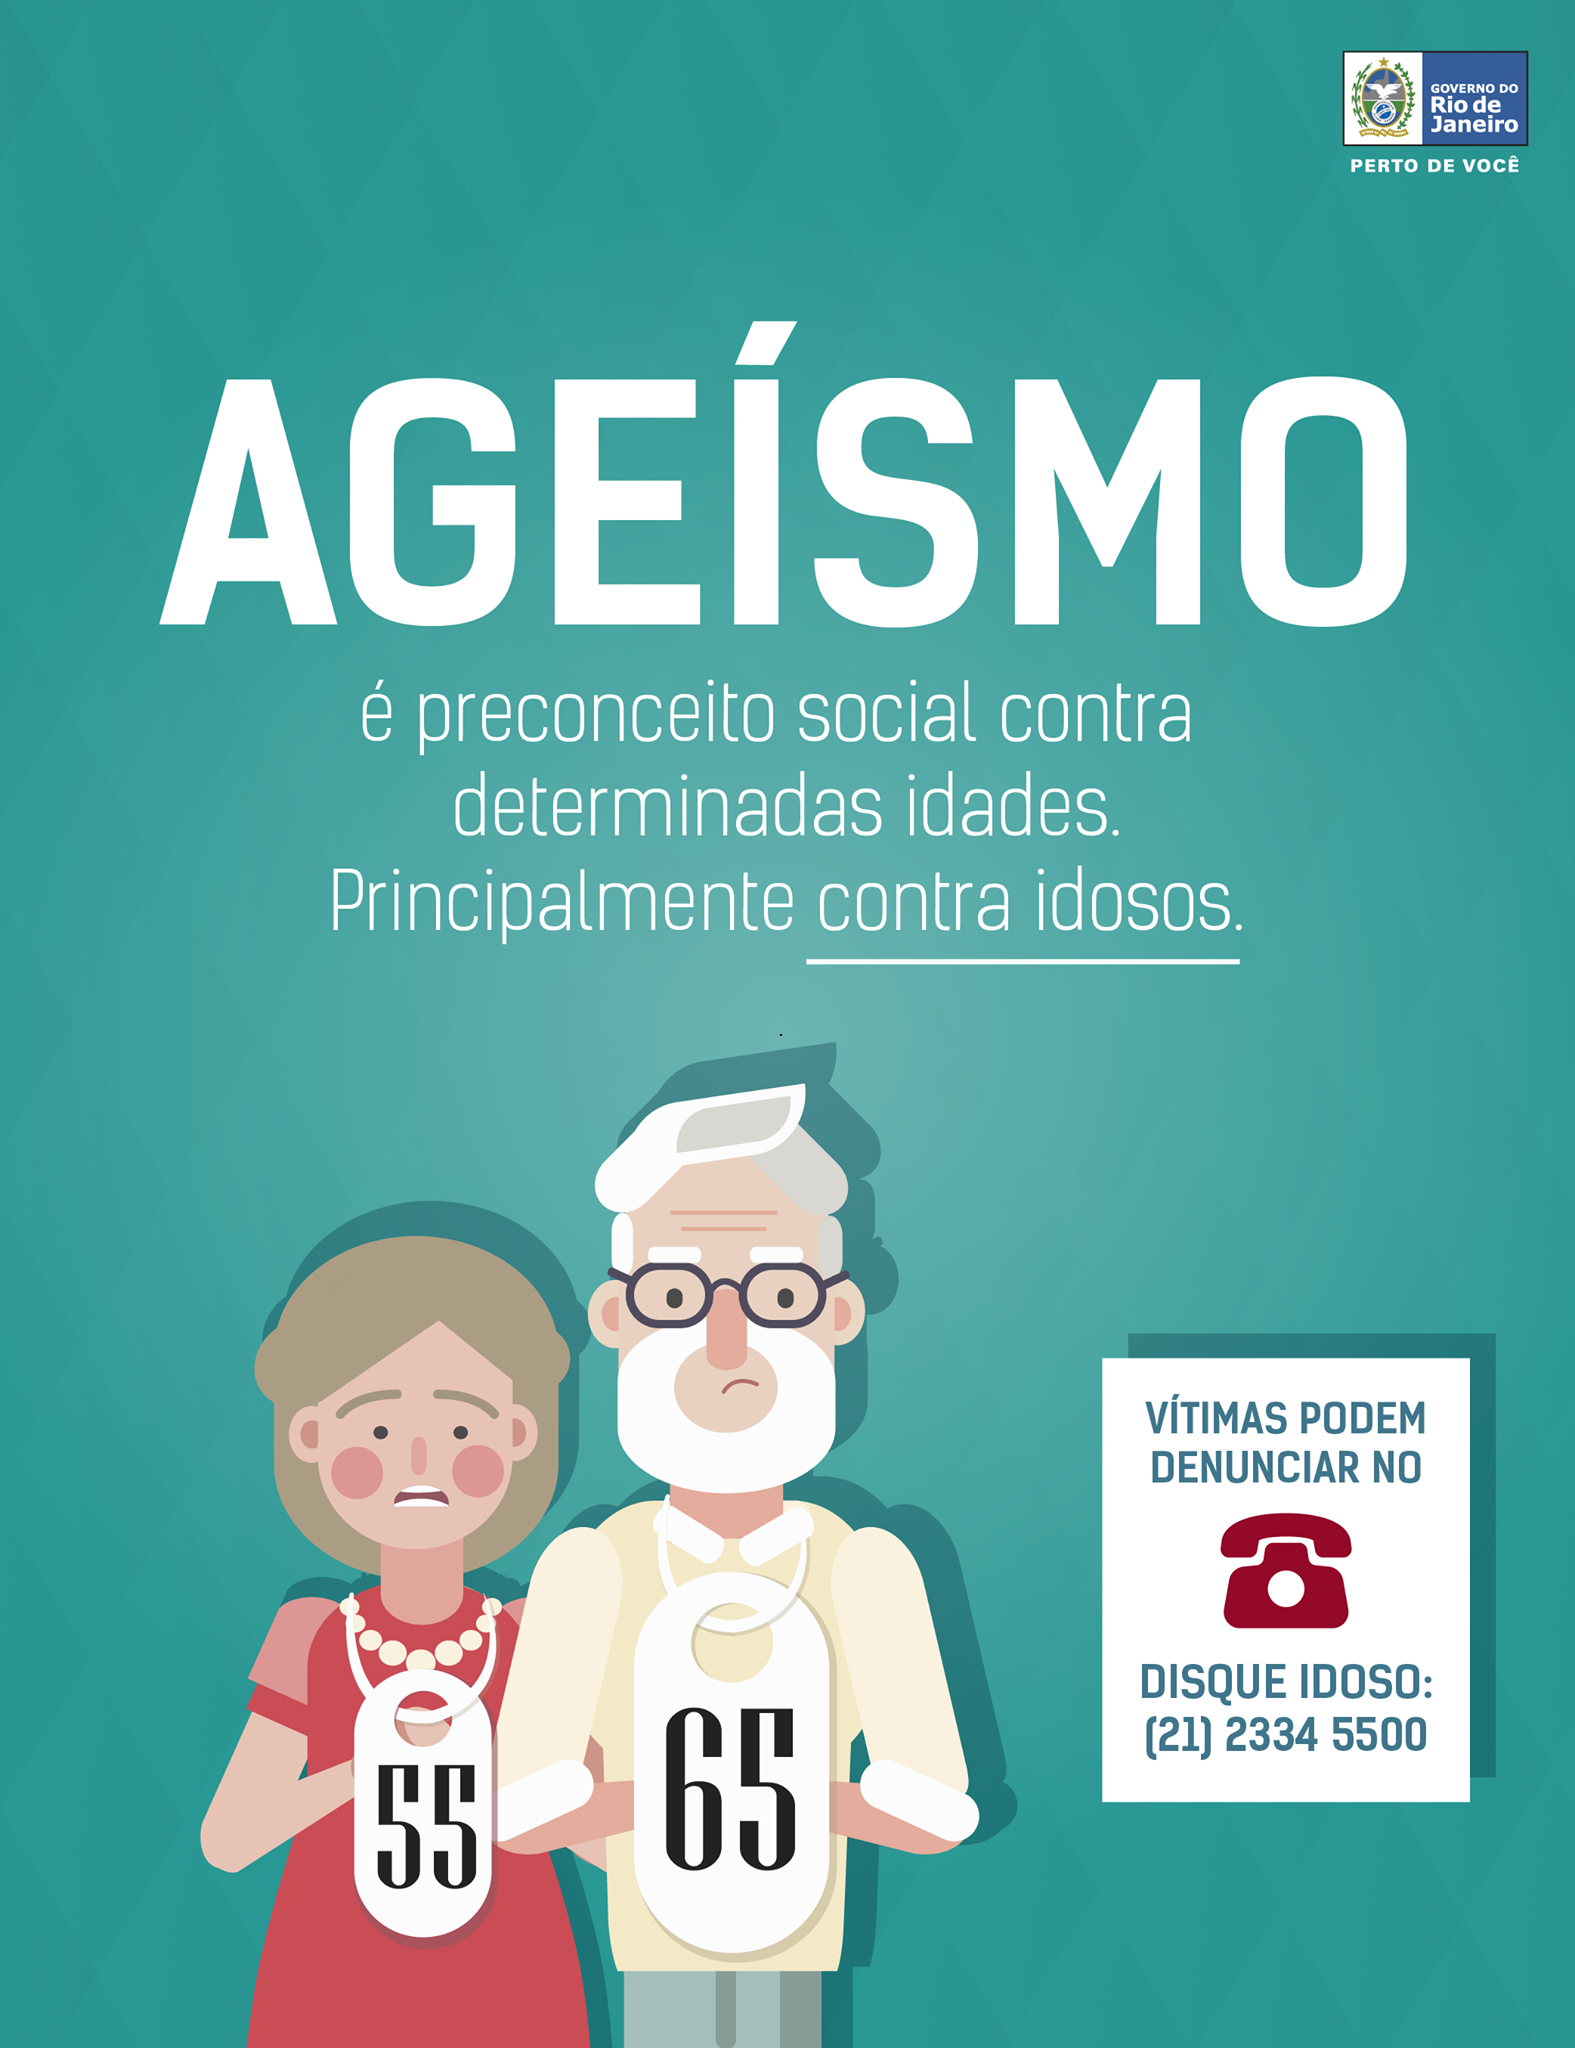 GOVERNO DO
Rio de
Janeiro
PERTO DE VOCÊ
AGEÍSMO
é preconceito social contra
determinadas idades.
Principalmente contra idosos.
55
65
VÍTIMAS PODEM
DENUNCIAR NO
DISQUE IDOSO:
(21) 2334 5500